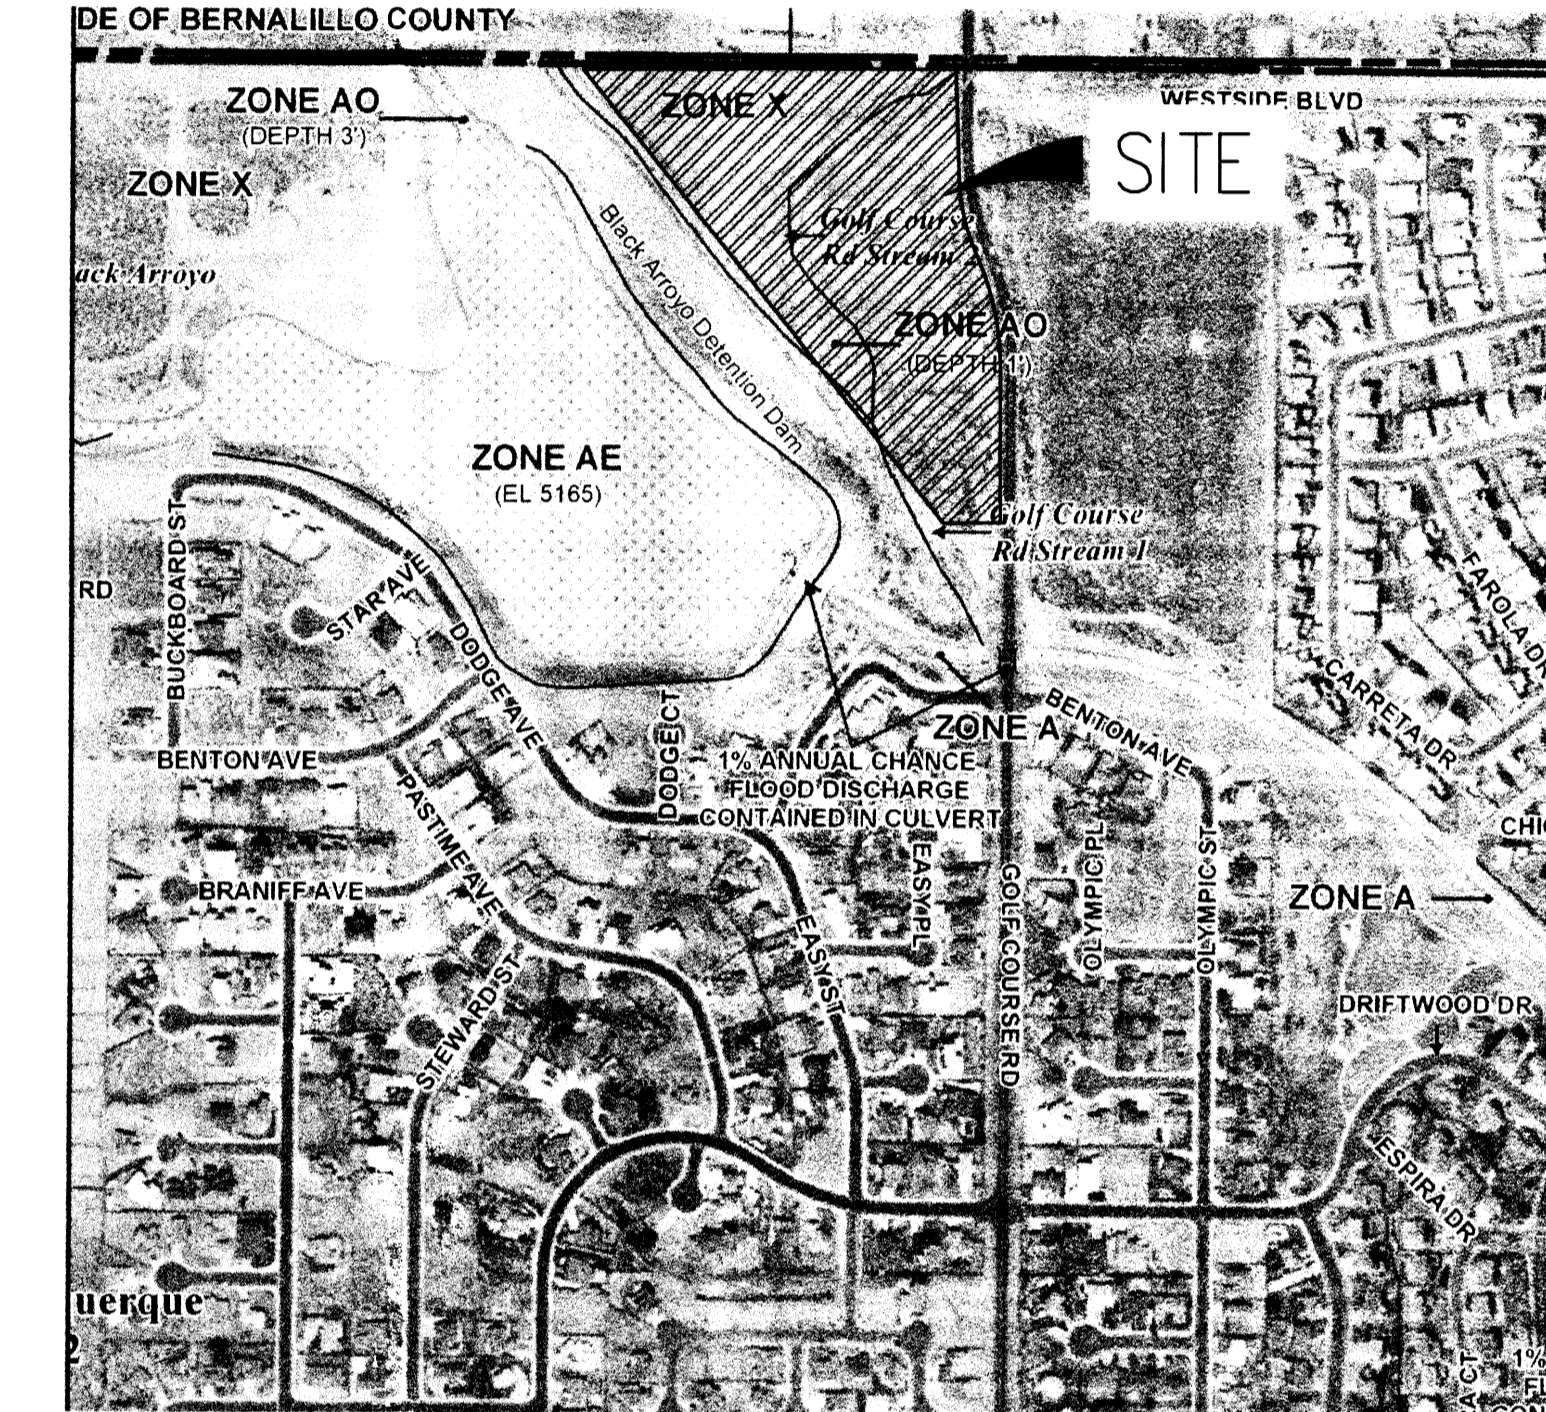 DE OF BERNALILLO COUNTY
ZONE AO
(DEPTH 3')
ZONE X
WESTSIDE BLVD
SITE
ZONE X
ack Arroyo
Golf Course
Rd Stream 2
Black Arroyo Detention Dam
ZONE AO
(DEPTH 1')
ZONE AE
(EL 5165)
Golf Course
Rd Stream 1
RD
BUCKBOARD ST
STAR AVE
DODGE AVE
FAROLA DR
CARRETA DR
BENTON AVE
DODGE CT
ZONE A
BENTON AVE
1% ANNUAL CHANCE
FLOOD DISCHARGE
CONTAINED IN CULVERT
PASTIME AVE
BRANIFF AVE
EASY PL
GOLF COURSE RD
OLYMPIC PL
OLYMPIC ST
ZONE A
EASY ST
STEWARD ST
DRIFTWOOD DR
ESPIRA DR
uerque
2
1%
FL